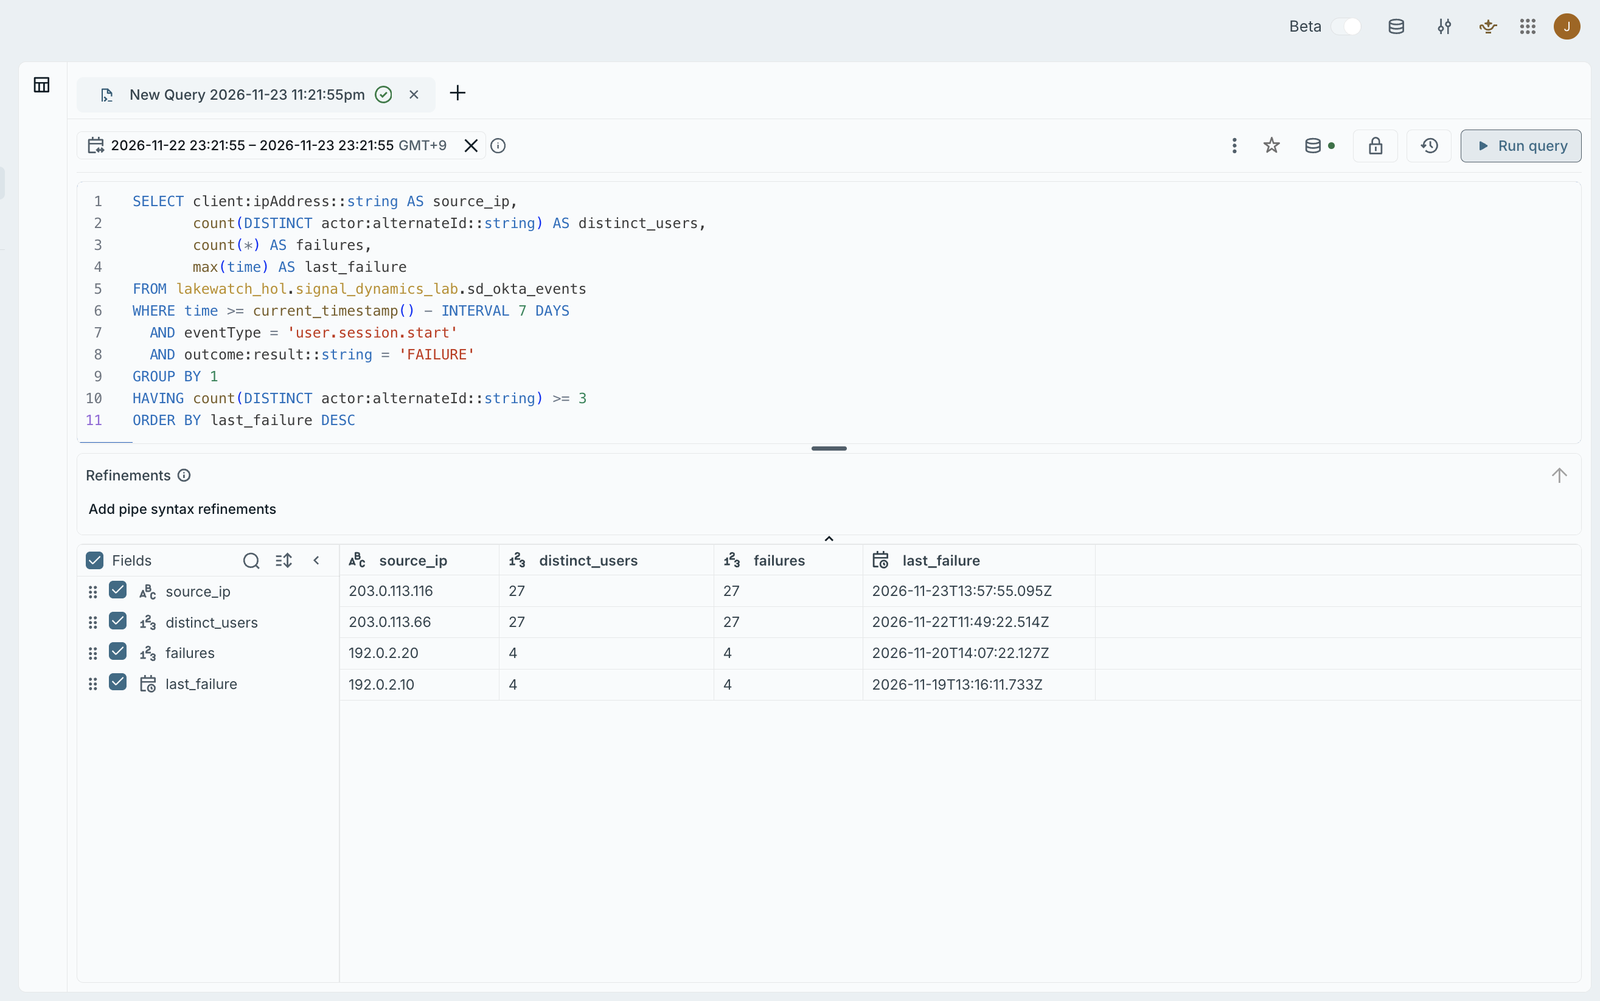 Beta
J
New Query 2026-11-23 11:21:55pm
2026-11-22 23:21:55 – 2026-11-23 23:21:55 GMT+9
Run query
1 SELECT client:ipAddress::string AS source_ip,
2 count(DISTINCT actor:alternateId::string) AS distinct_users,
3 count(*) AS failures,
4 max(time) AS last_failure
5 FROM lakewatch_hol.signal_dynamics_lab.sd_okta_events
6 WHERE time >= current_timestamp() - INTERVAL 7 DAYS
7 AND eventType = 'user.session.start'
8 AND outcome:result::string = 'FAILURE'
9 GROUP BY 1
10 HAVING count(DISTINCT actor:alternateId::string) >= 3
11 ORDER BY last_failure DESC
Refinements
Add pipe syntax refinements
Fields
source_ip
distinct_users
failures
last_failure
source_ip distinct_users failures last_failure
203.0.113.116 27 27 2026-11-23T13:57:55.095Z
203.0.113.66 27 27 2026-11-22T11:49:22.514Z
192.0.2.20 4 4 2026-11-20T14:07:22.127Z
192.0.2.10 4 4 2026-11-19T13:16:11.733Z